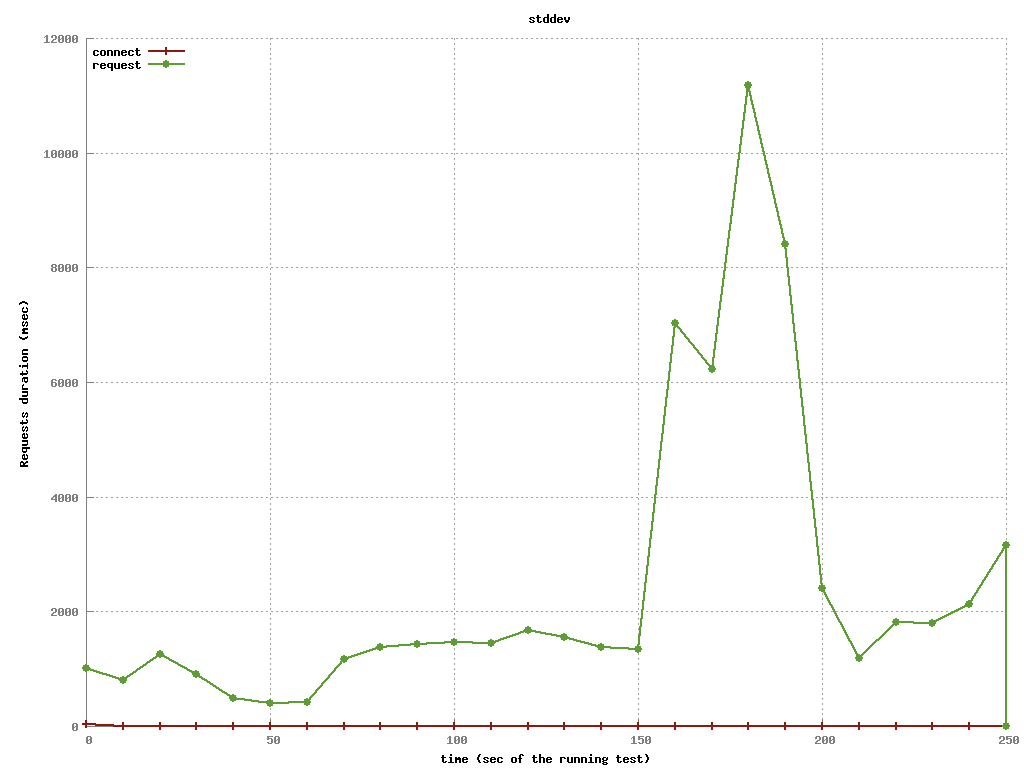 stddev
12000
connect
request
10000
8000
Requests duration (msec)
6000
4000
2000
0
0 50 100 150 200 250
time (sec of the running test)